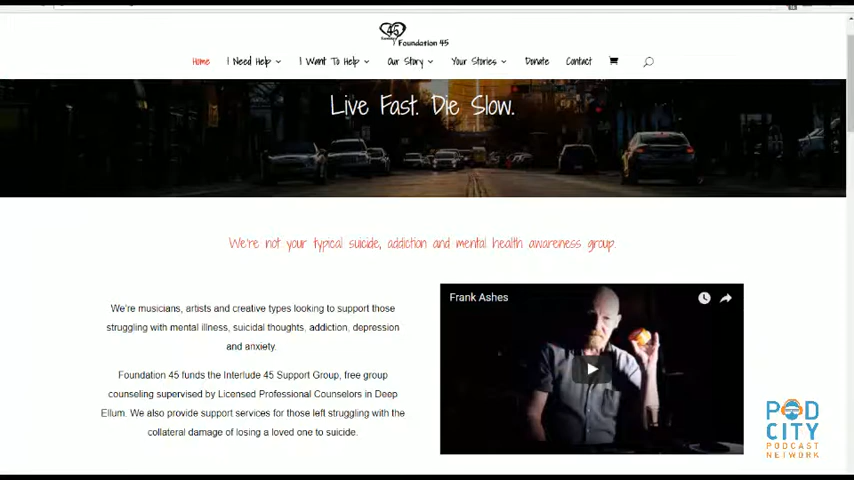 45
Foundation 45
Home I Need Help I Want To Help Our Story Your Stories Donate Contact
Live Fast. Die Slow.
We're not your typical suicide, addiction and mental health awareness group.
We're musicians, artists and creative types looking to support those
struggling with mental illness, suicidal thoughts, addiction, depression
and anxiety.
Foundation 45 funds the Interlude 45 Support Group, free group
counseling supervised by Licensed Professional Counselors in Deep
Ellum. We also provide support services for those left struggling with the
collateral damage of losing a loved one to suicide.
Frank Ashes
POD
CITY
PODCAST
NETWORK